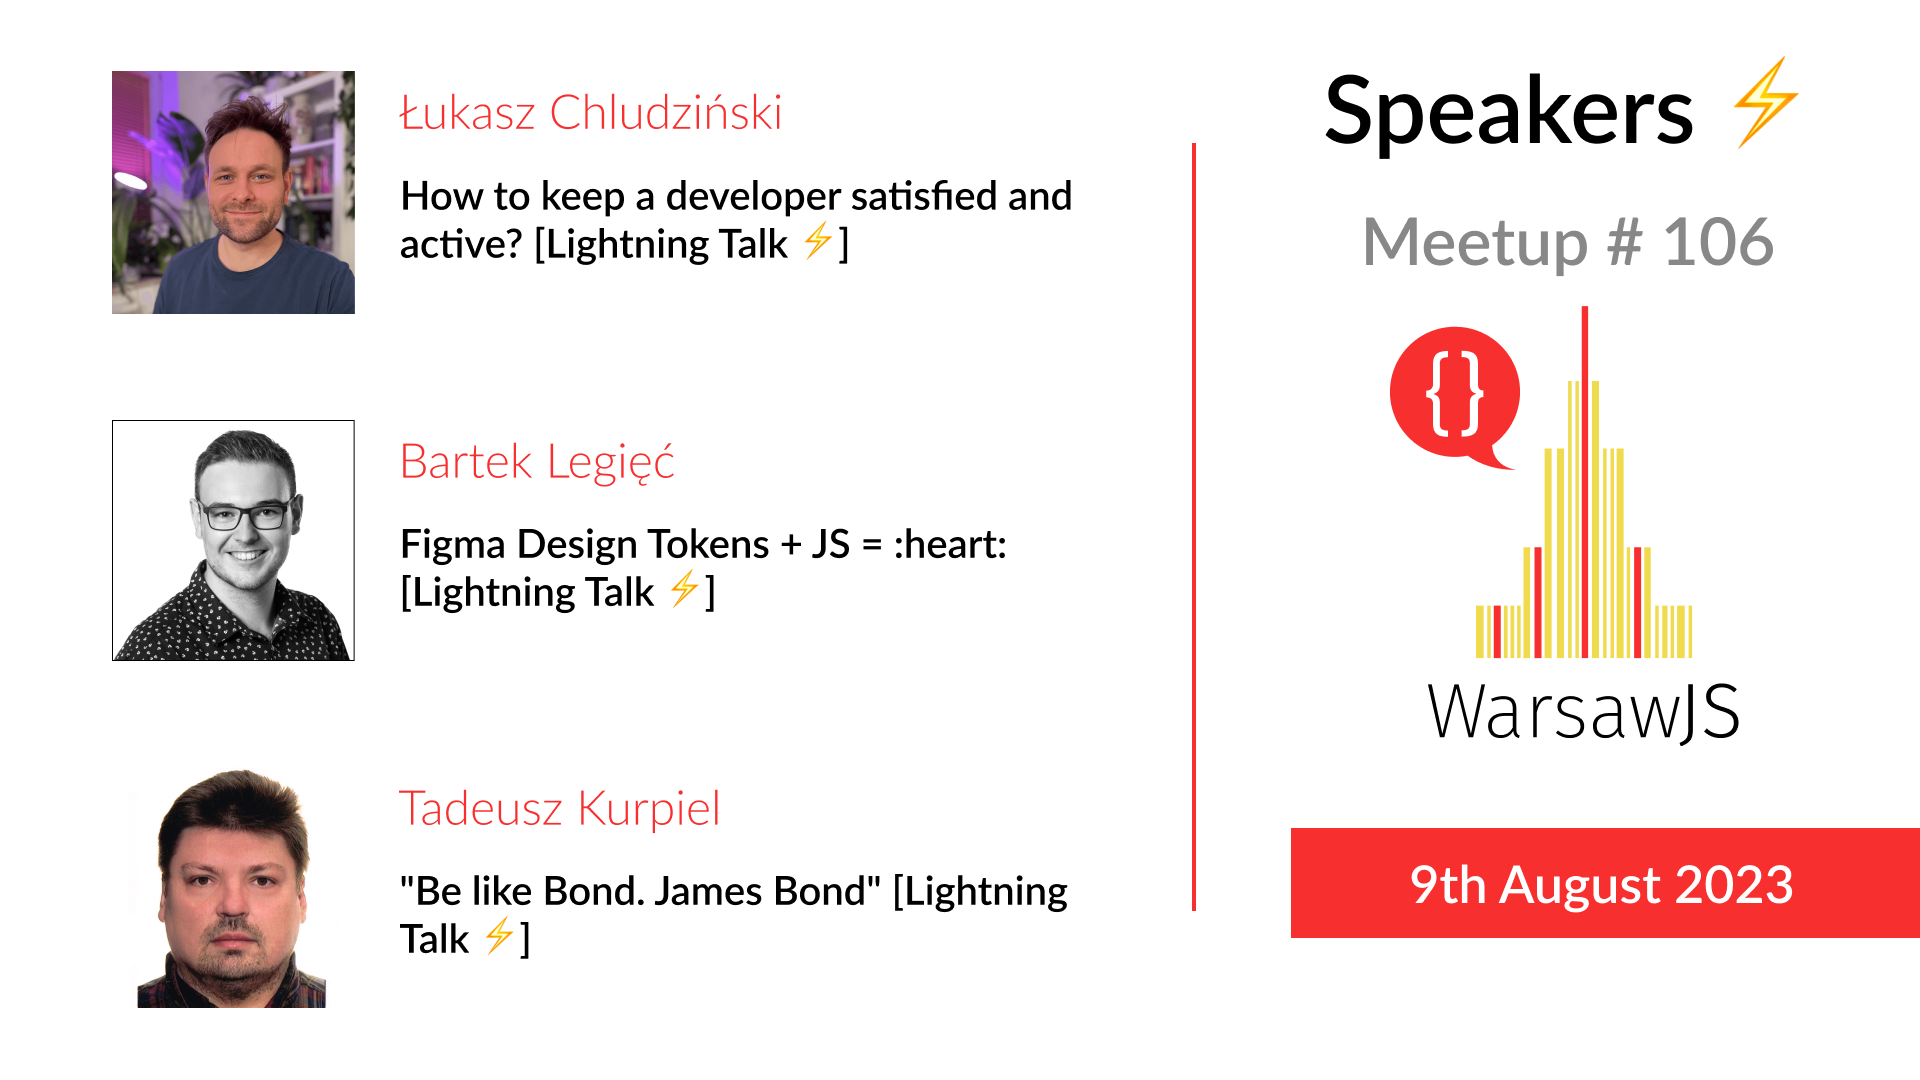 Łukasz Chludziński
How to keep a developer satisfied and
active? [Lightning Talk ⚡]
Bartek Legięć
Figma Design Tokens + JS = :heart:
[Lightning Talk ⚡]
Tadeusz Kurpiel
"Be like Bond. James Bond" [Lightning
Talk ⚡]
Speakers ⚡
Meetup # 106
{}
WarsawJS
9th August 2023